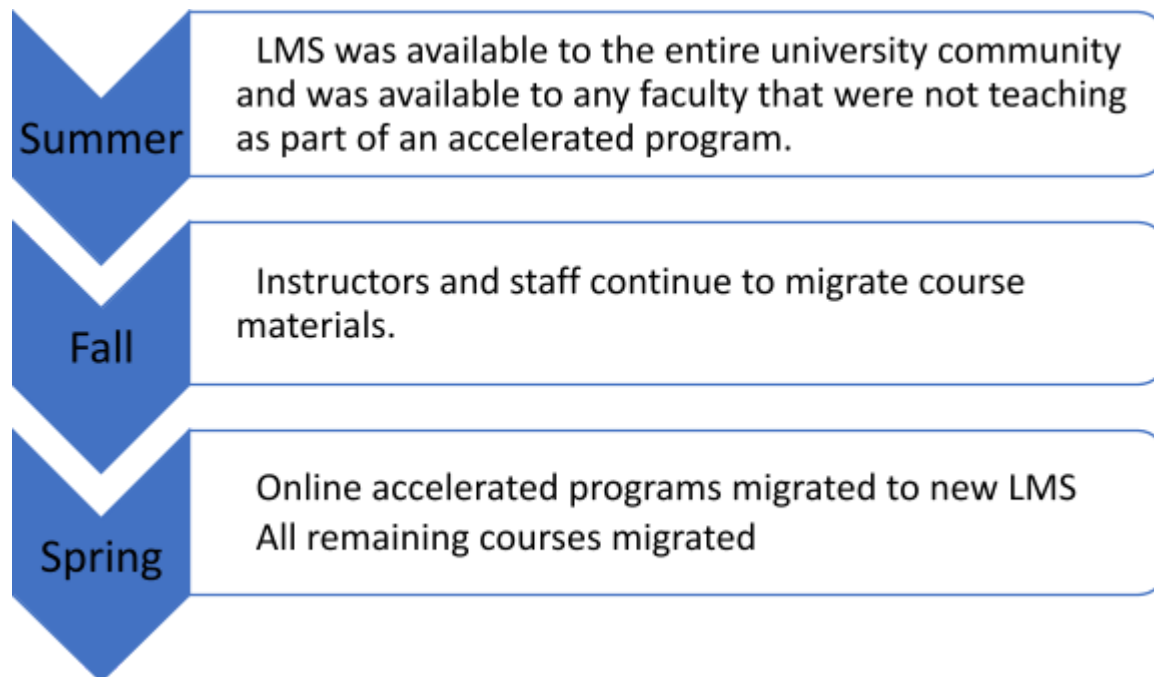 Summer
LMS was available to the entire university community
and was available to any faculty that were not teaching
as part of an accelerated program.
Fall
Instructors and staff continue to migrate course
materials.
Spring
Online accelerated programs migrated to new LMS
All remaining courses migrated